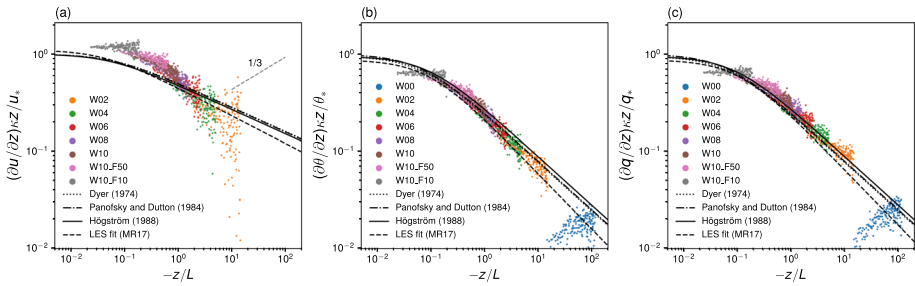 (a)
10⁰
10⁻¹
10⁻²
(∂u/∂z)κz/u*
1/3
W02
W04
W06
W08
W10
W10_F50
W10_F10
Dyer (1974)
Panofsky and Dutton (1984)
Högström (1988)
LES fit (MR17)
10⁻² 10⁻¹ 10⁰ 10¹ 10²
−z/L
(b)
10⁰
10⁻¹
10⁻²
(∂θ/∂z)κz/θ*
W00
W02
W04
W06
W08
W10
W10_F50
W10_F10
Dyer (1974)
Panofsky and Dutton (1984)
Högström (1988)
LES fit (MR17)
10⁻² 10⁻¹ 10⁰ 10¹ 10²
−z/L
(c)
10⁰
10⁻¹
10⁻²
(∂q/∂z)κz/q*
W00
W02
W04
W06
W08
W10
W10_F50
W10_F10
Dyer (1974)
Panofsky and Dutton (1984)
Högström (1988)
LES fit (MR17)
10⁻² 10⁻¹ 10⁰ 10¹ 10²
−z/L